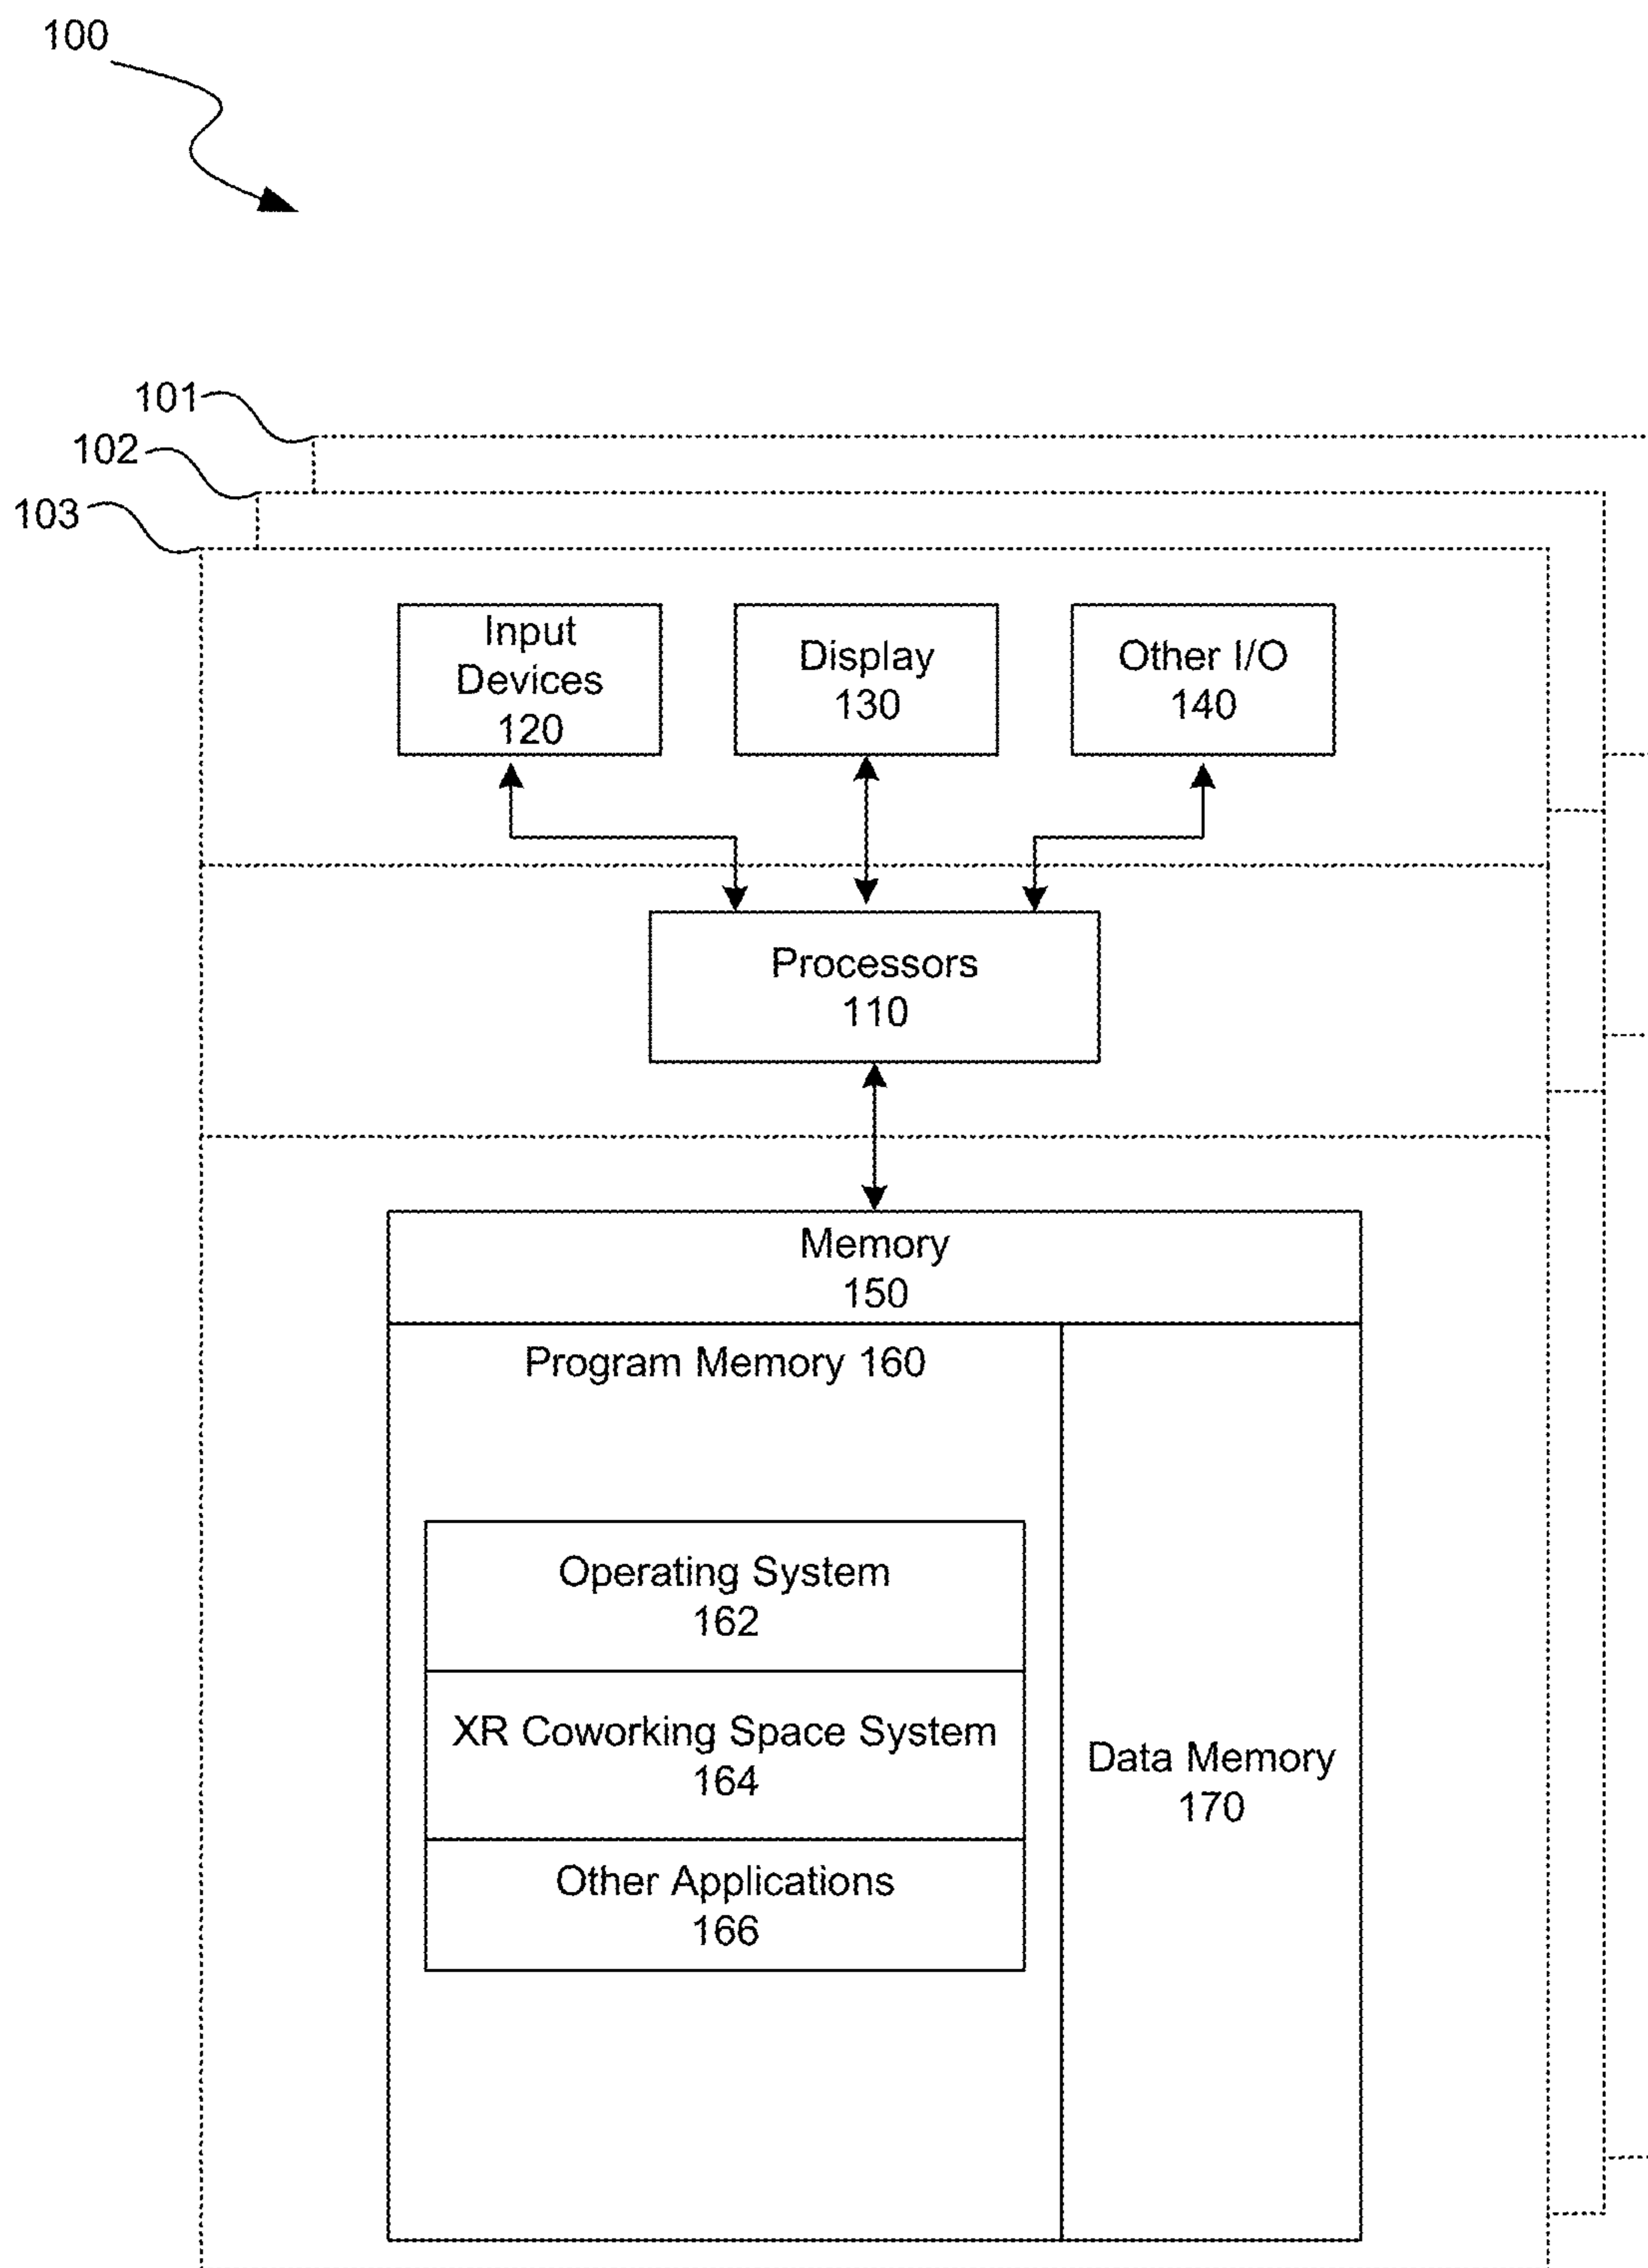 100
101
102
103
Input
Devices
120
Display
130
Other I/O
140
Processors
110
Memory
150
Program Memory 160
Operating System
162
XR Coworking Space System
164
Other Applications
166
Data Memory
170